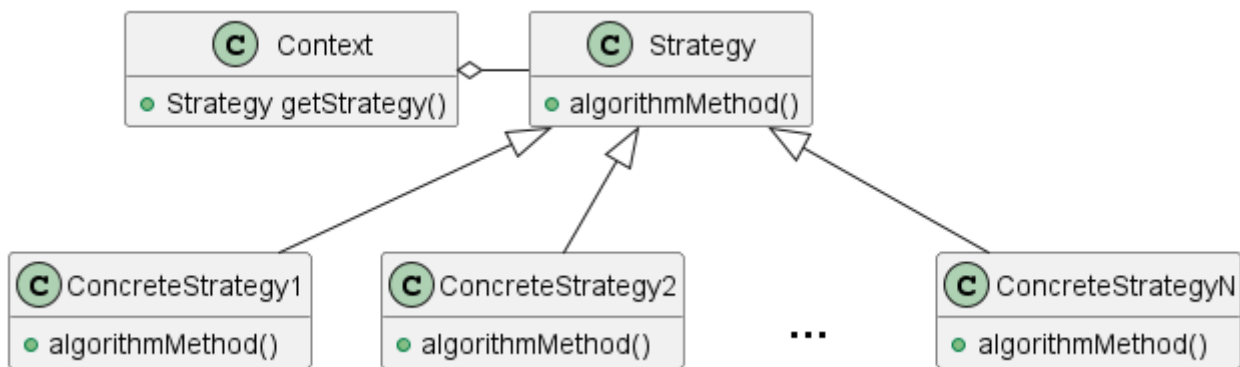 C Context
+ Strategy getStrategy()
C Strategy
algorithmMethod()
C ConcreteStrategy1
algorithmMethod()
C ConcreteStrategy2
algorithmMethod()
...
C ConcreteStrategyN
algorithmMethod()